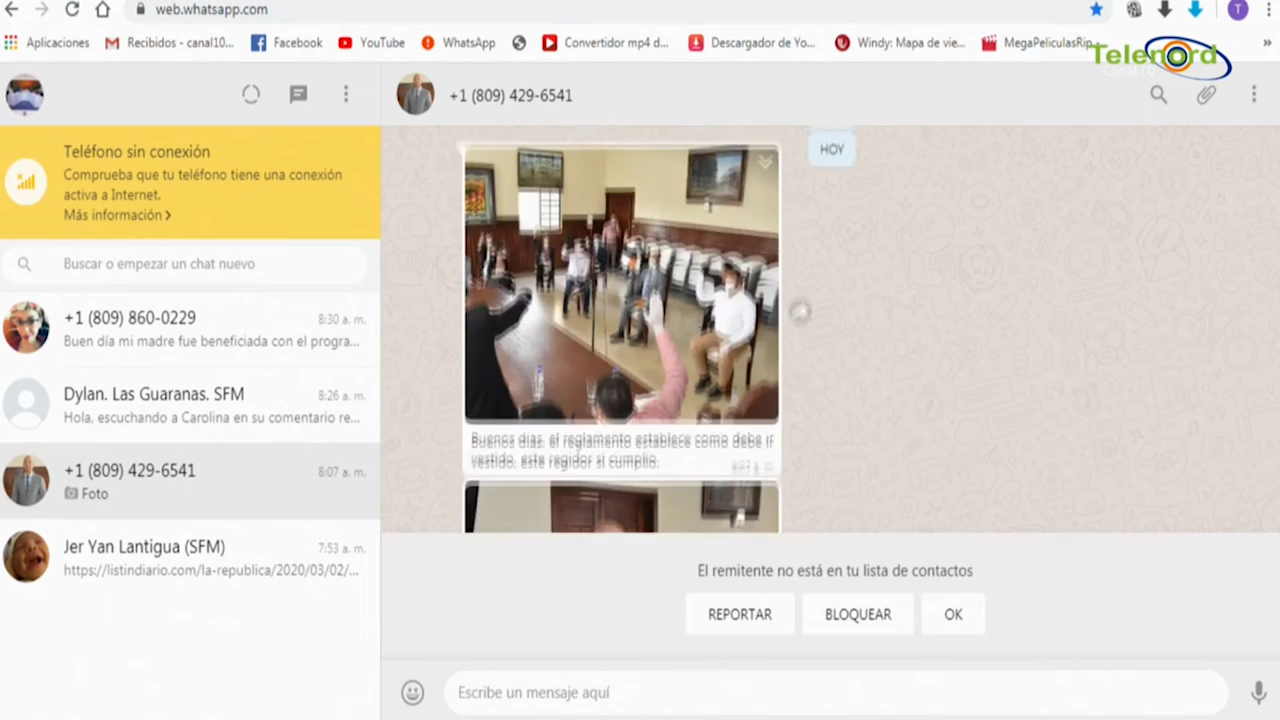 web.whatsapp.com
Aplicaciones
Recibidos - canal10...
Facebook
YouTube
WhatsApp
Convertidor mp4 d...
Descargador de Yo...
Windy: Mapa de vie...
MegaPeliculasRip
T
Telenord
Canal 10
+1 (809) 429-6541
Teléfono sin conexión
Comprueba que tu teléfono tiene una conexión
activa a Internet.
Más información >
Buscar o empezar un chat nuevo
+1 (809) 860-0229
8:30 a. m.
Buen día mi madre fue beneficiada con el progra...
Dylan. Las Guaranas. SFM
8:26 a. m.
Hola, escuchando a Carolina en su comentario re...
+1 (809) 429-6541
8:07 a. m.
Foto
Jer Yan Lantigua (SFM)
7:53 a. m.
https://listindiario.com/la-republica/2020/03/02/...
HOY
Buenos dias, el reglamento establece como debe ir
vestido, este regidor si cumplio.
El remitente no está en tu lista de contactos
REPORTAR
BLOQUEAR
OK
Escribe un mensaje aquí